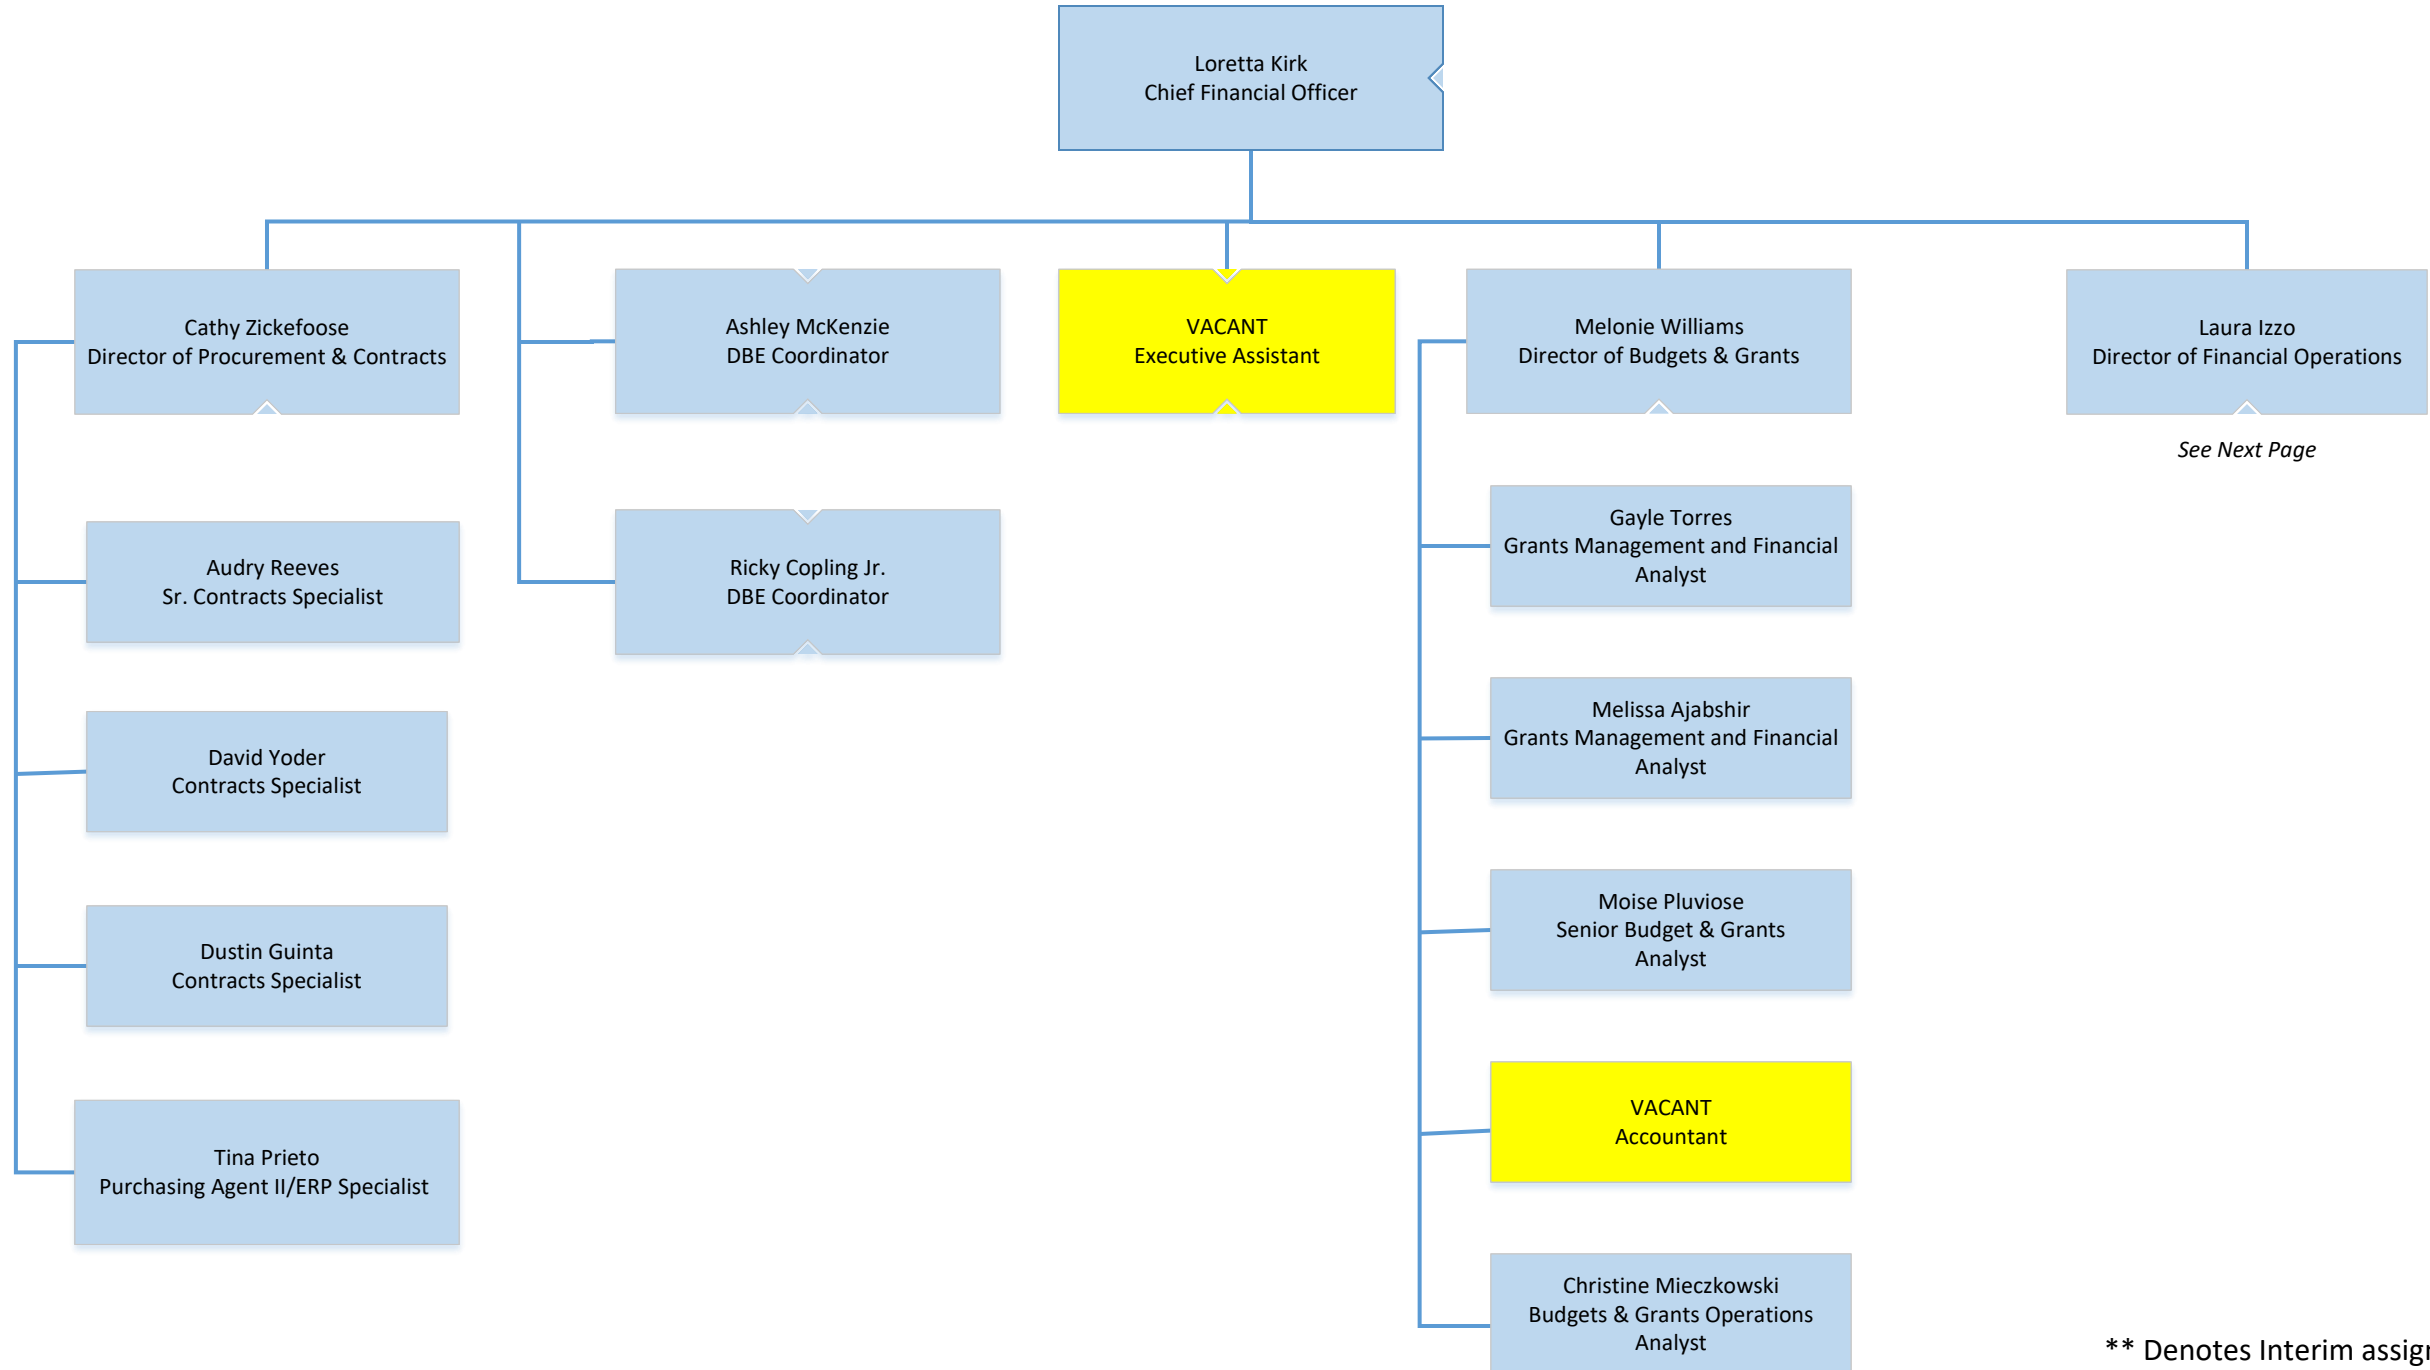 Loretta Kirk
Chief Financial Officer
Cathy Zickefoose
Director of Procurement & Contracts
Ashley McKenzie
DBE Coordinator
VACANT
Executive Assistant
Melonie Williams
Director of Budgets & Grants
Laura Izzo
Director of Financial Operations
See Next Page
Audry Reeves
Sr. Contracts Specialist
David Yoder
Contracts Specialist
Dustin Guinta
Contracts Specialist
Tina Prieto
Purchasing Agent II/ERP Specialist
Ricky Copling Jr.
DBE Coordinator
Gayle Torres
Grants Management and Financial
Analyst
Melissa Ajabshir
Grants Management and Financial
Analyst
Moise Pluviose
Senior Budget & Grants
Analyst
VACANT
Accountant
Christine Mieczkowski
Budgets & Grants Operations
Analyst
** Denotes Interim